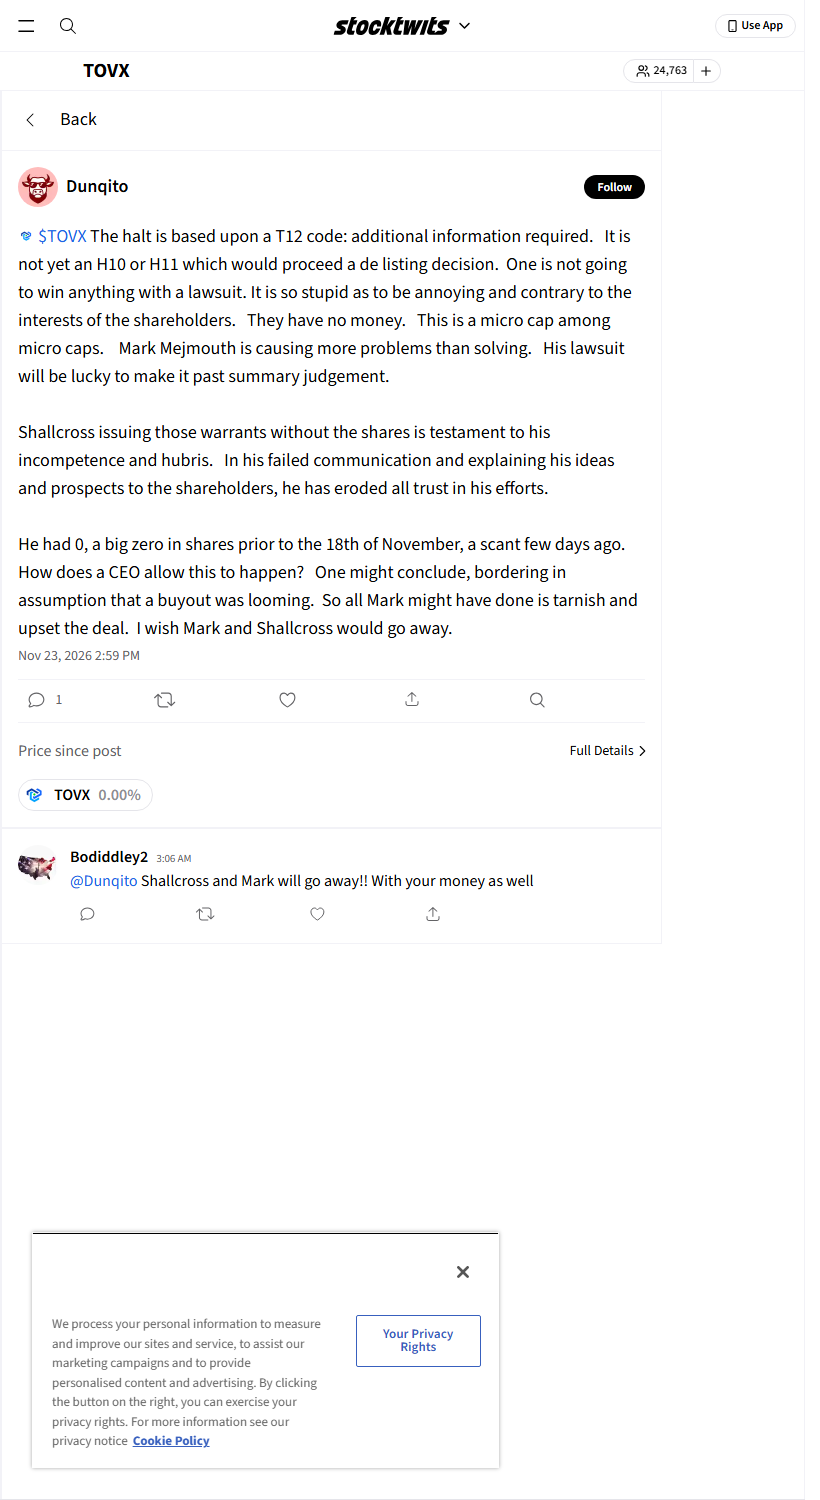 stocktwits
Use App
TOVX
24,763
Back
Dunqito
Follow
$TOVX The halt is based upon a T12 code: additional information required. It is
not yet an H10 or H11 which would proceed a de listing decision. One is not going
to win anything with a lawsuit. It is so stupid as to be annoying and contrary to the
interests of the shareholders. They have no money. This is a micro cap among
micro caps. Mark Mejmouth is causing more problems than solving. His lawsuit
will be lucky to make it past summary judgement.
Shallcross issuing those warrants without the shares is testament to his
incompetence and hubris. In his failed communication and explaining his ideas
and prospects to the shareholders, he has eroded all trust in his efforts.
He had 0, a big zero in shares prior to the 18th of November, a scant few days ago.
How does a CEO allow this to happen? One might conclude, bordering in
assumption that a buyout was looming. So all Mark might have done is tarnish and
upset the deal. I wish Mark and Shallcross would go away.
Nov 23, 2026 2:59 PM
1
Price since post
Full Details
TOVX 0.00%
Bodiddley2 3:06 AM
@Dunqito Shallcross and Mark will go away!! With your money as well
We process your personal information to measure
and improve our sites and service, to assist our
marketing campaigns and to provide
personalised content and advertising. By clicking
the button on the right, you can exercise your
privacy rights. For more information see our
privacy notice Cookie Policy
Your Privacy
Rights